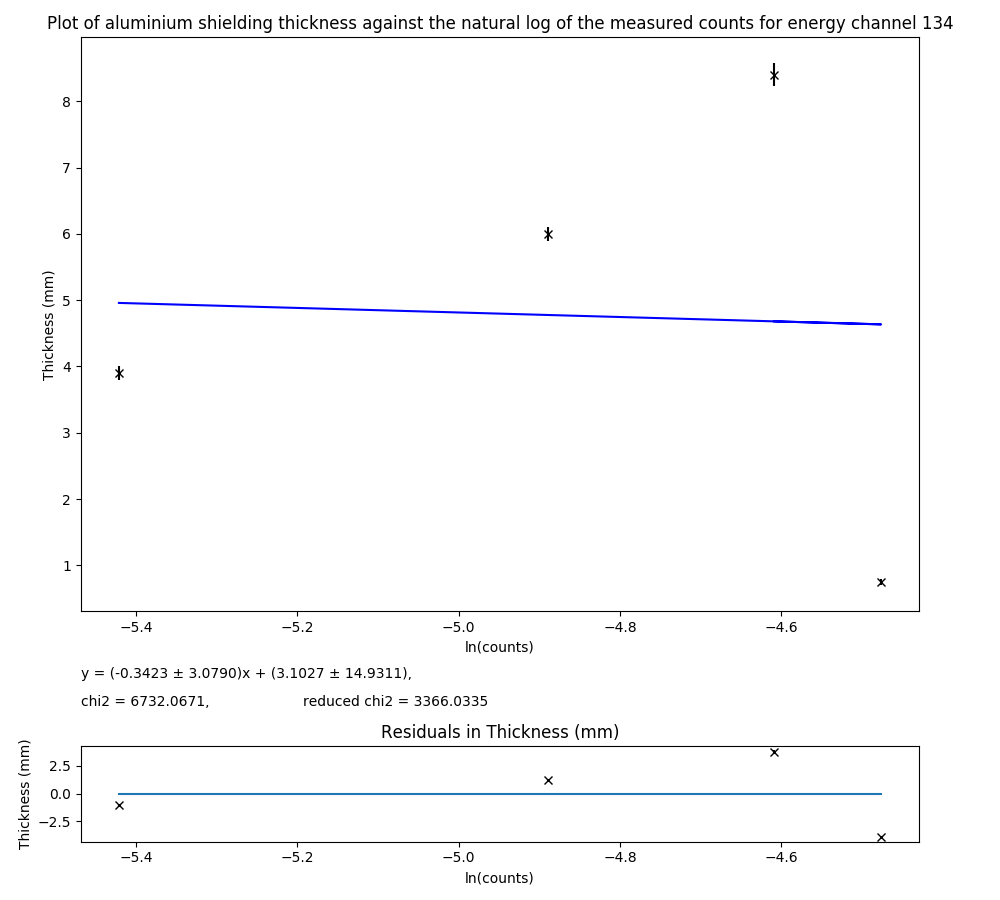 Plot of aluminium shielding thickness against the natural log of the measured counts for energy channel 134
8
7
6
5
4
3
2
1
Thickness (mm)
−5.4 −5.2 −5.0 −4.8 −4.6
ln(counts)
y = (-0.3423 ± 3.0790)x + (3.1027 ± 14.9311),
chi2 = 6732.0671, reduced chi2 = 3366.0335
Residuals in Thickness (mm)
2.5
0.0
−2.5
Thickness (mm)
−5.4 −5.2 −5.0 −4.8 −4.6
ln(counts)